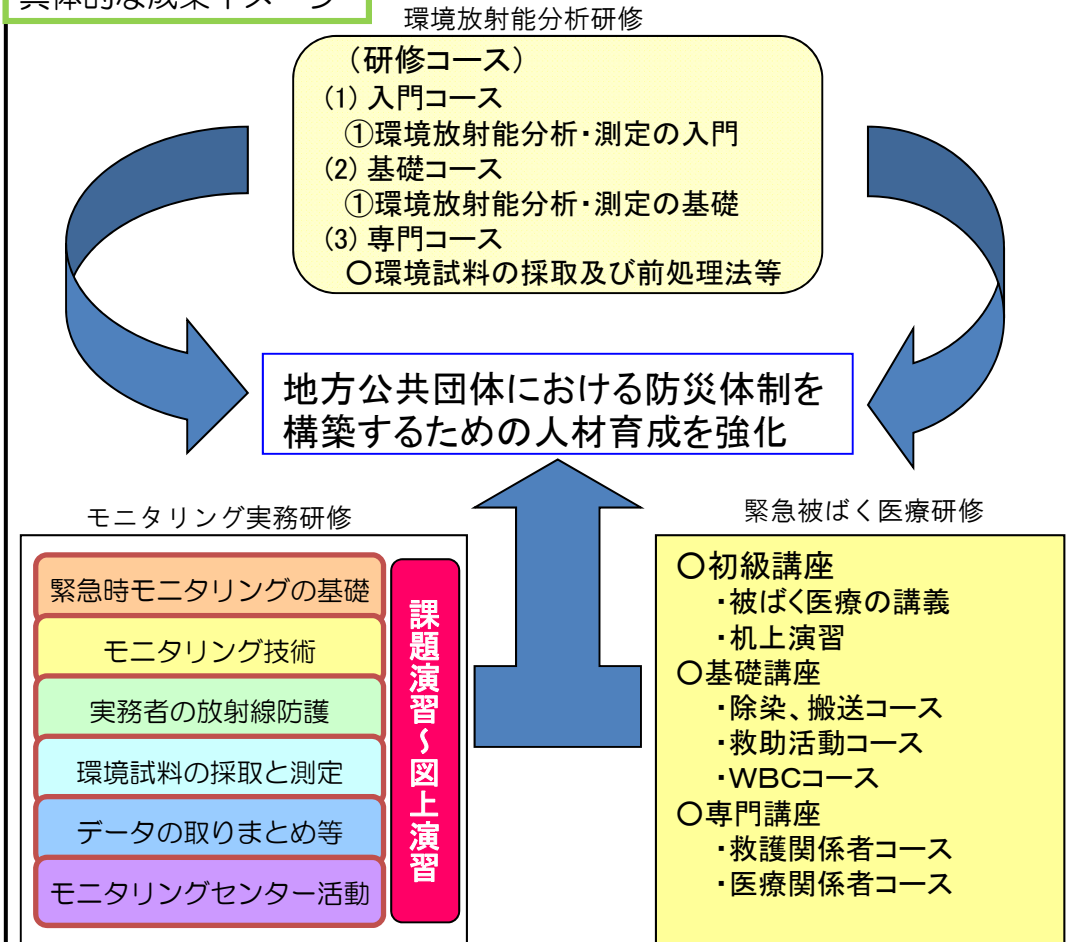 具体的な成果イメージ
環境放射能分析研修
（研修コース）
(1) 入門コース
①環境放射能分析・測定の入門
(2) 基礎コース
①環境放射能分析・測定の基礎
(3) 専門コース
○環境試料の採取及び前処理法等
地方公共団体における防災体制を
構築するための人材育成を強化
モニタリング実務研修
緊急時モニタリングの基礎
モニタリング技術
実務者の放射線防護
環境試料の採取と測定
データの取りまとめ等
モニタリングセンター活動
課題演習～図上演習
緊急被ばく医療研修
○初級講座
・被ばく医療の講義
・机上演習
○基礎講座
・除染、搬送コース
・救助活動コース
・ＷＢＣコース
○専門講座
・救護関係者コース
・医療関係者コース